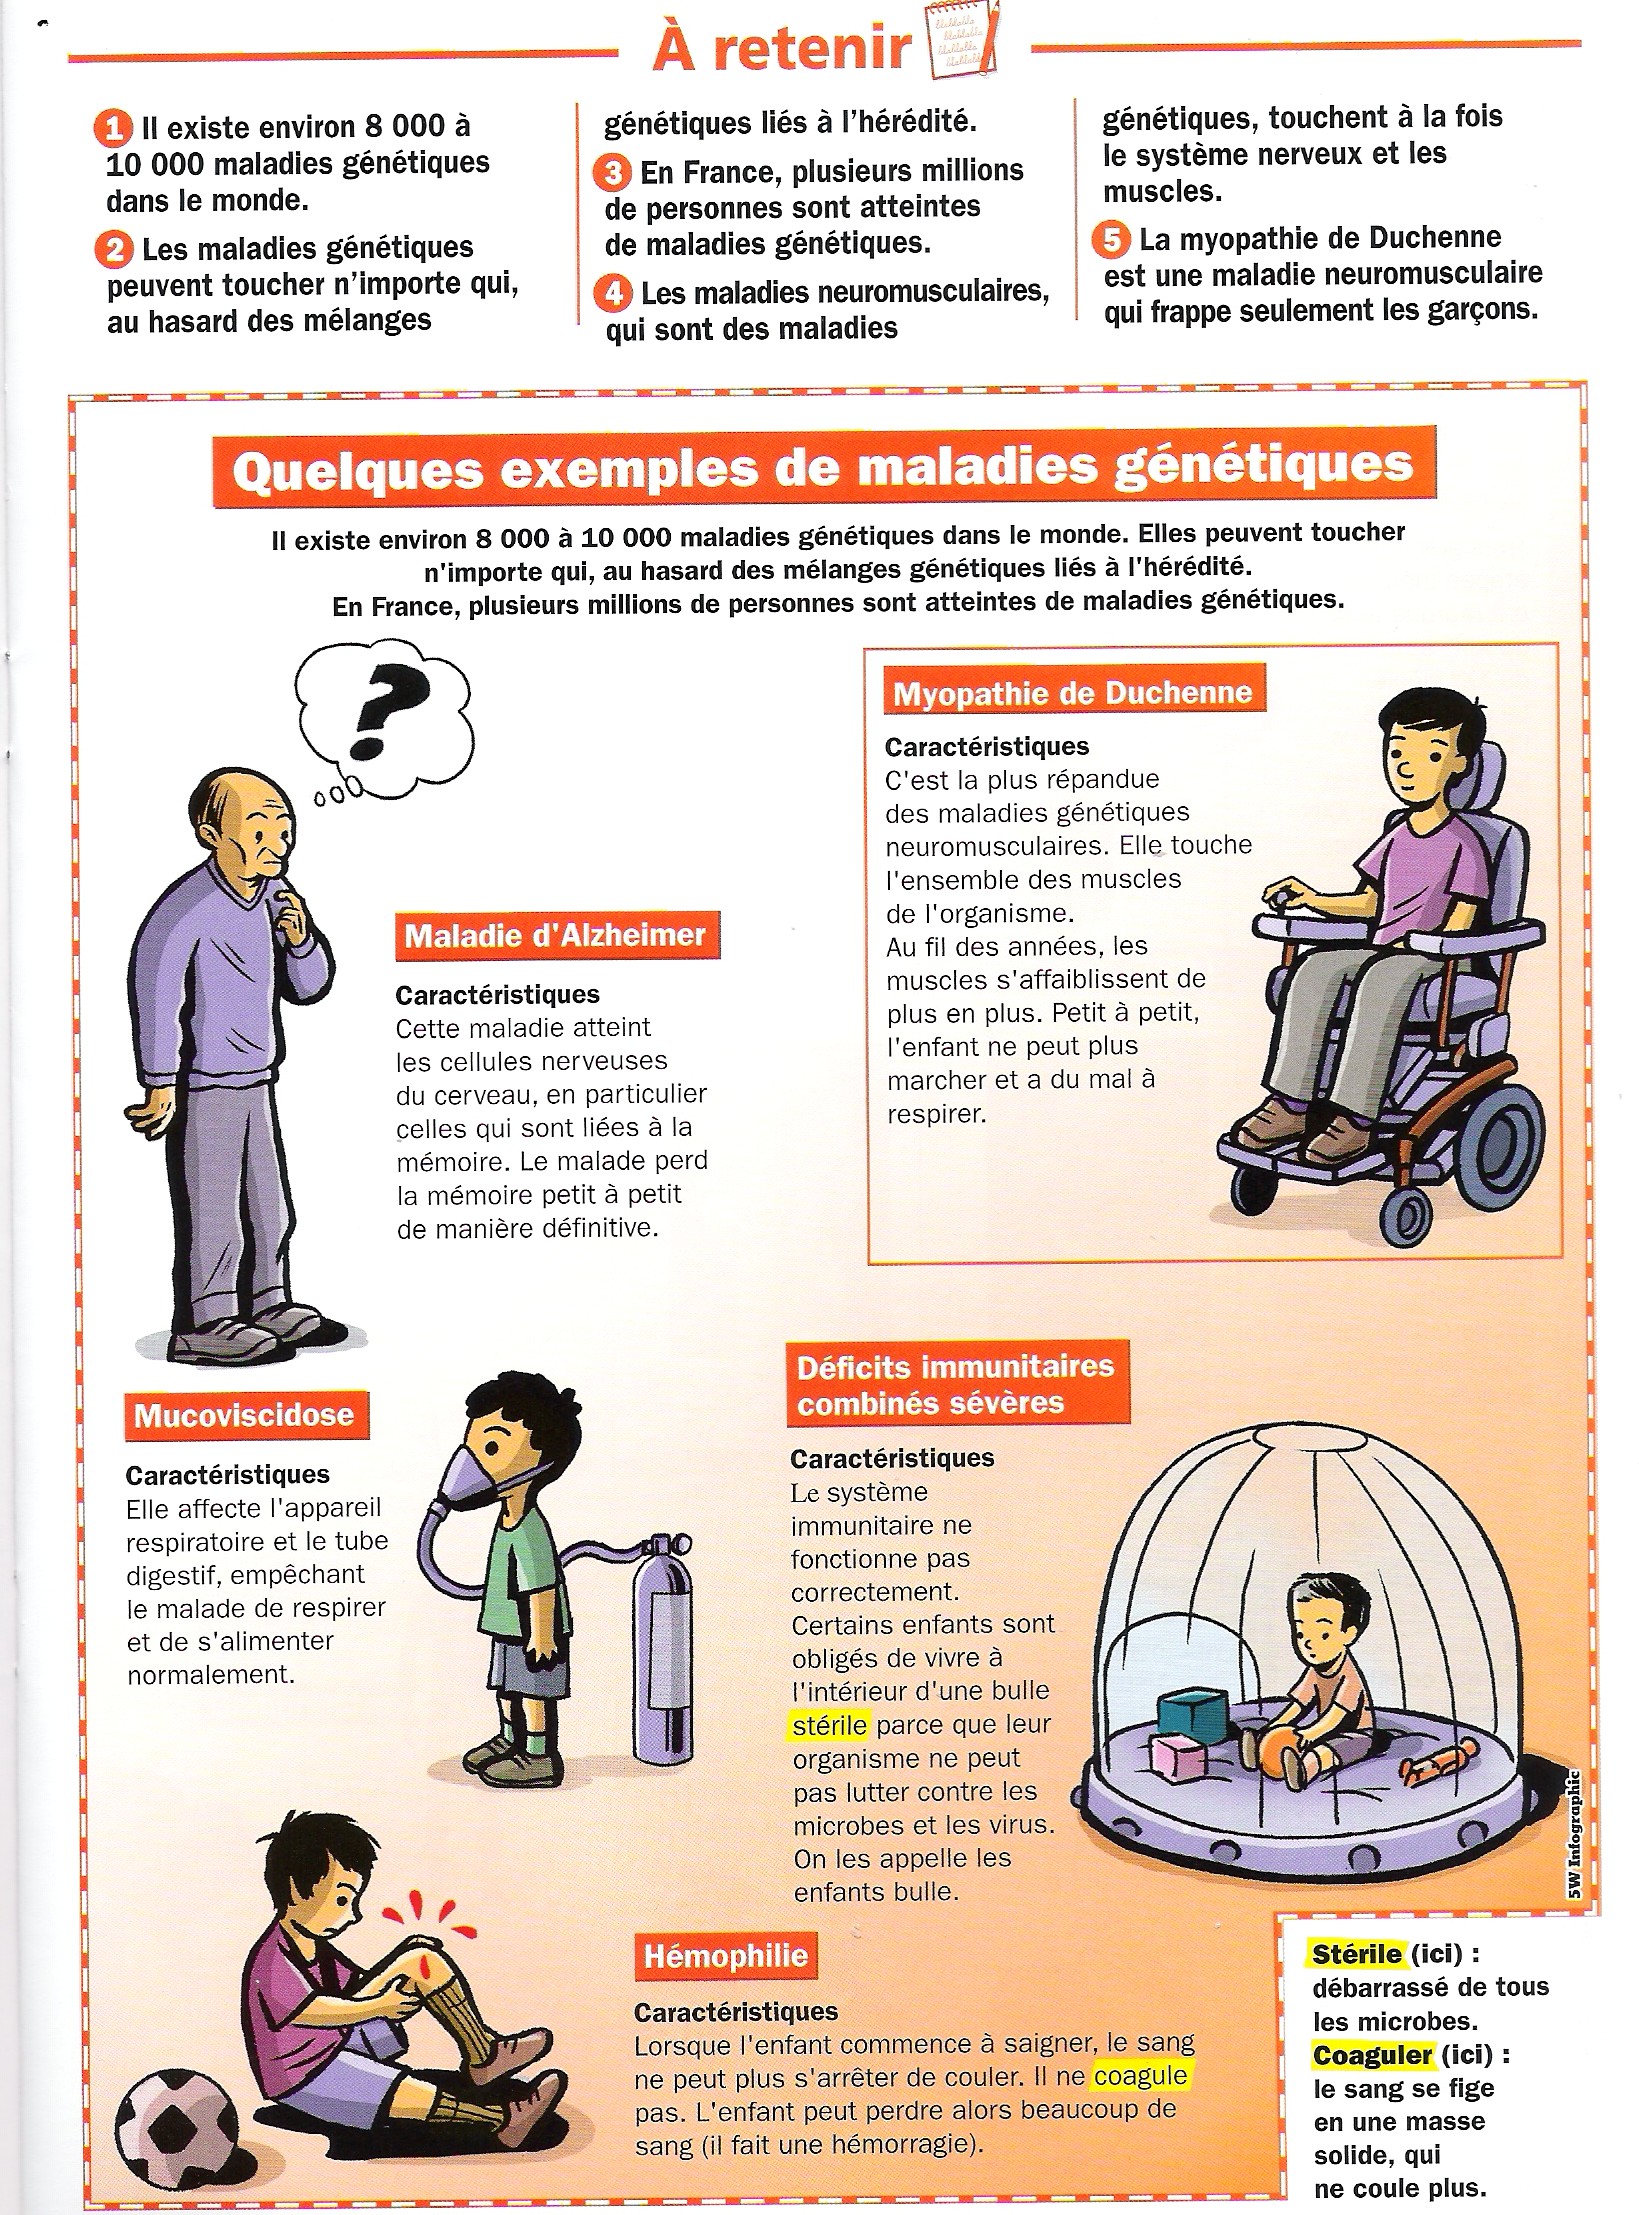 À retenir
1 Il existe environ 8 000 à
10 000 maladies génétiques
dans le monde.
2 Les maladies génétiques
peuvent toucher n'importe qui,
au hasard des mélanges
génétiques liés à l'hérédité.
3 En France, plusieurs millions
de personnes sont atteintes
de maladies génétiques.
4 Les maladies neuromusculaires,
qui sont des maladies
génétiques, touchent à la fois
le système nerveux et les
muscles.
5 La myopathie de Duchenne
est une maladie neuromusculaire
qui frappe seulement les garçons.
Quelques exemples de maladies génétiques
Il existe environ 8 000 à 10 000 maladies génétiques dans le monde. Elles peuvent toucher
n'importe qui, au hasard des mélanges génétiques liés à l'hérédité.
En France, plusieurs millions de personnes sont atteintes de maladies génétiques.
?
Maladie d'Alzheimer
Caractéristiques
Cette maladie atteint
les cellules nerveuses
du cerveau, en particulier
celles qui sont liées à la
mémoire. Le malade perd
la mémoire petit à petit
de manière définitive.
Myopathie de Duchenne
Caractéristiques
C'est la plus répandue
des maladies génétiques
neuromusculaires. Elle touche
l'ensemble des muscles
de l'organisme.
Au fil des années, les
muscles s'affaiblissent de
plus en plus. Petit à petit,
l'enfant ne peut plus
marcher et a du mal à
respirer.
Mucoviscidose
Caractéristiques
Elle affecte l'appareil
respiratoire et le tube
digestif, empêchant
le malade de respirer
et de s'alimenter
normalement.
Déficits immunitaires
combinés sévères
Caractéristiques
Le système
immunitaire ne
fonctionne pas
correctement.
Certains enfants sont
obligés de vivre à
l'intérieur d'une bulle
stérile parce que leur
organisme ne peut
pas lutter contre les
microbes et les virus.
On les appelle les
enfants bulle.
5W Infographic
Hémophilie
Caractéristiques
Lorsque l'enfant commence à saigner, le sang
ne peut plus s'arrêter de couler. Il ne coagule
pas. L'enfant peut perdre alors beaucoup de
sang (il fait une hémorragie).
Stérile (ici) :
débarrassé de tous
les microbes.
Coaguler (ici) :
le sang se fige
en une masse
solide, qui
ne coule plus.